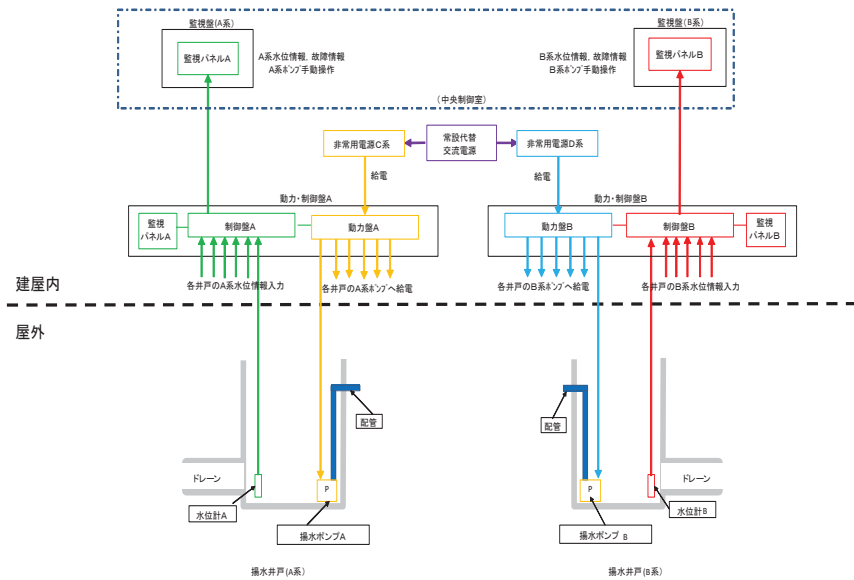 監視盤(A系)
監視盤(B系)
監視パネルA
A系水位情報, 故障情報
A系ポンプ手動操作
B系水位情報, 故障情報
B系ポンプ手動操作
監視パネルB
(中央制御室)
非常用電源C系
常設代替
交流電源
非常用電源D系
給電
給電
動力・制御盤A
動力・制御盤B
監視
パネルA
制御盤A
動力盤A
動力盤B
制御盤B
監視
パネルB
各井戸のA系水位情報入力
各井戸のA系ポンプへ給電
各井戸のB系ポンプへ給電
各井戸のB系水位情報入力
建屋内
屋外
配管
配管
ドレーン
P
P
ドレーン
水位計A
水位計B
揚水ポンプA
揚水ポンプ B
揚水井戸(A系)
揚水井戸(B系)